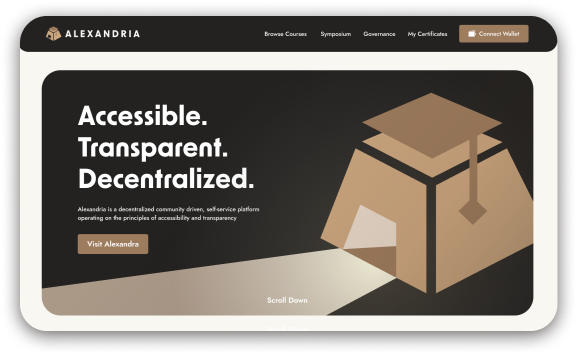 ALEXANDRIA
Browse Courses
Symposium
Governance
My Certificates
Connect Wallet
Accessible.
Transparent.
Decentralized.
Alexandria is a decentralized community driven, self-service platform
operating on the principles of accessibility and transparency
Visit Alexandra
Scroll Down